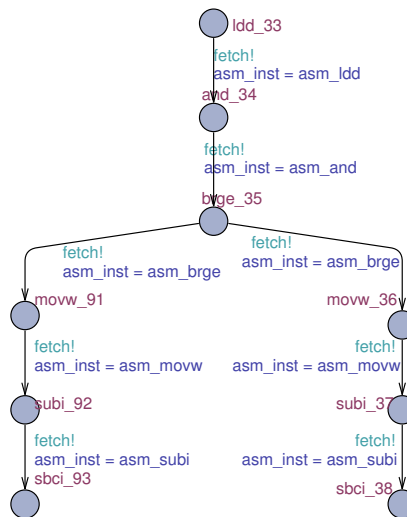 ldd_33
fetch!
asm_inst = asm_ldd
and_34
fetch!
asm_inst = asm_and
brge_35
fetch!
asm_inst = asm_brge
fetch!
asm_inst = asm_brge
movw_91
movw_36
fetch!
asm_inst = asm_movw
fetch!
asm_inst = asm_movw
subi_92
subi_37
fetch!
asm_inst = asm_subi
fetch!
asm_inst = asm_subi
sbci_93
sbci_38